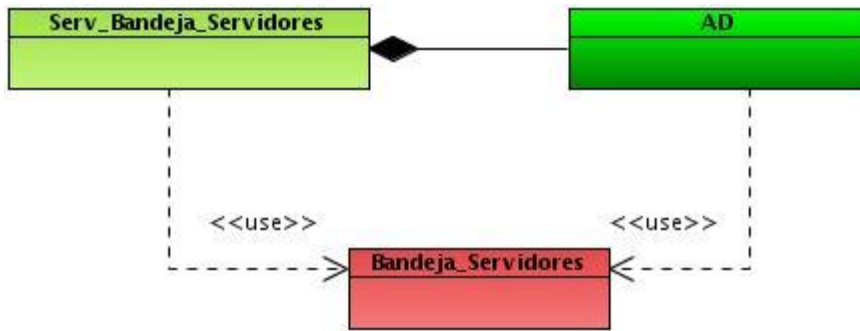 Serv_Bandeja_Servidores
AD
<<use>>
<<use>>
Bandeja_Servidores